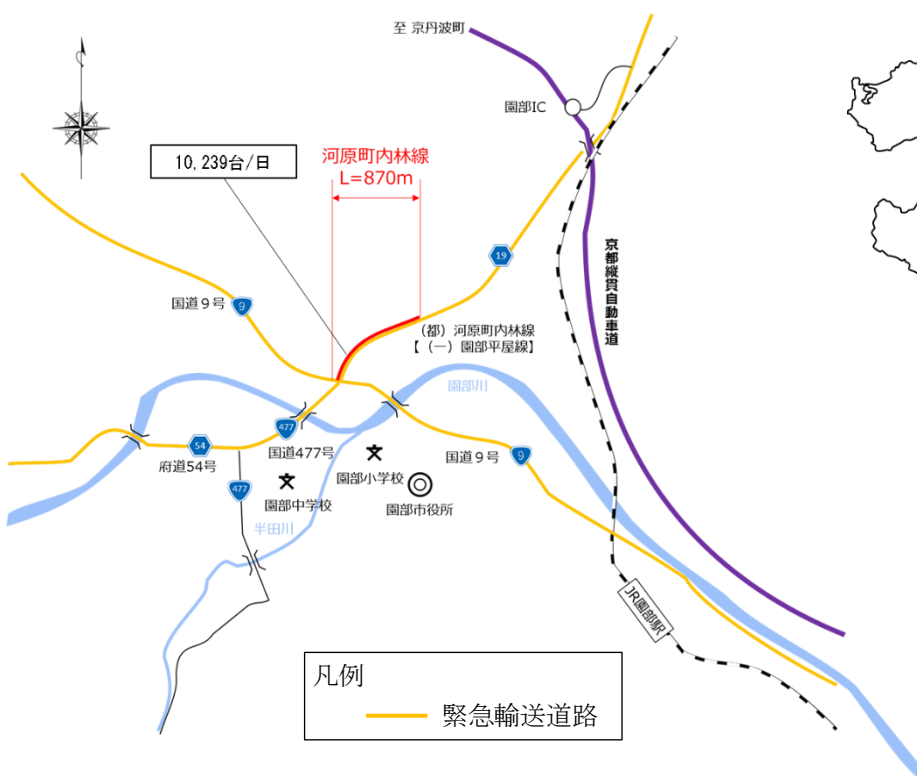 至 京丹波町
園部IC
10,239台/日
河原町内林線
L=870m
19
京都縦貫自動車道
国道9号
9
(都) 河原町内林線
【(一)園部平屋線】
園部川
477
国道477号
54
府道54号
園部小学校
国道9号
9
477
園部中学校
園部市役所
半田川
JR園部駅
凡例
緊急輸送道路